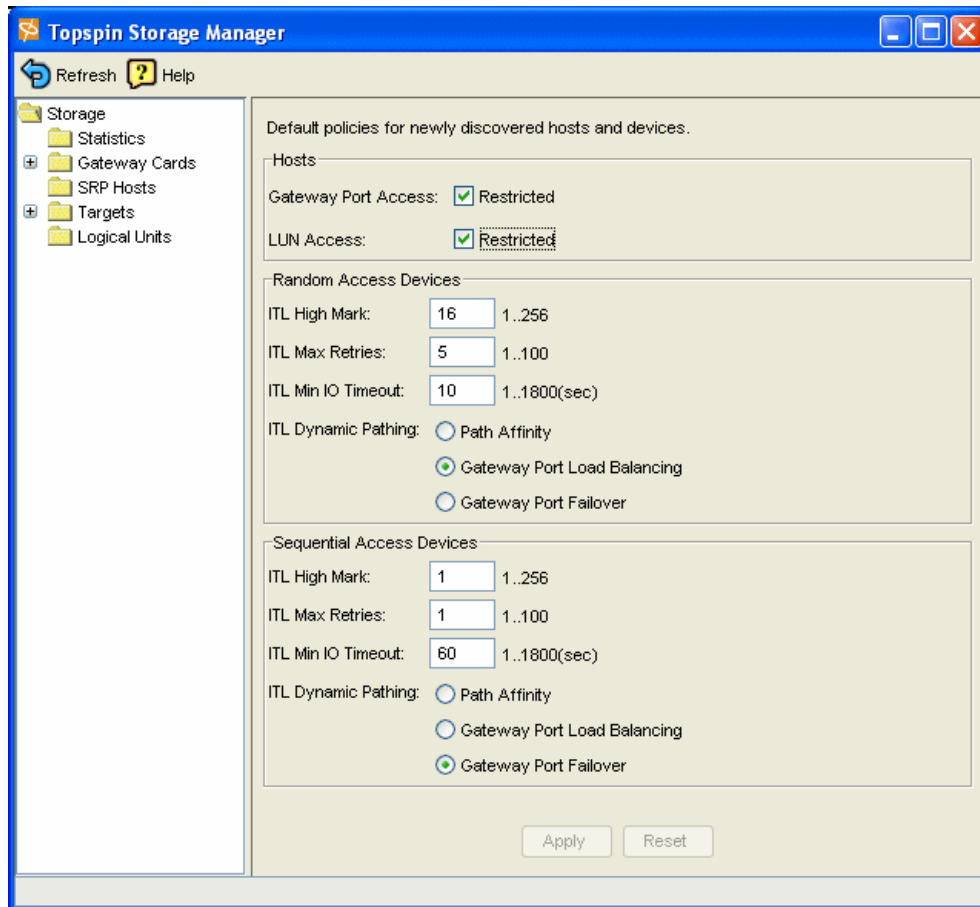 Topspin Storage Manager
Refresh ? Help
Storage
Statistics
Gateway Cards
SRP Hosts
Targets
Logical Units
Default policies for newly discovered hosts and devices.
Hosts
Gateway Port Access: Restricted
LUN Access: Restricted
Random Access Devices
ITL High Mark: 16 1..256
ITL Max Retries: 5 1..100
ITL Min IO Timeout: 10 1..1800(sec)
ITL Dynamic Pathing: Path Affinity
Gateway Port Load Balancing
Gateway Port Failover
Sequential Access Devices
ITL High Mark: 1 1..256
ITL Max Retries: 1 1..100
ITL Min IO Timeout: 60 1..1800(sec)
ITL Dynamic Pathing: Path Affinity
Gateway Port Load Balancing
Gateway Port Failover
Apply Reset